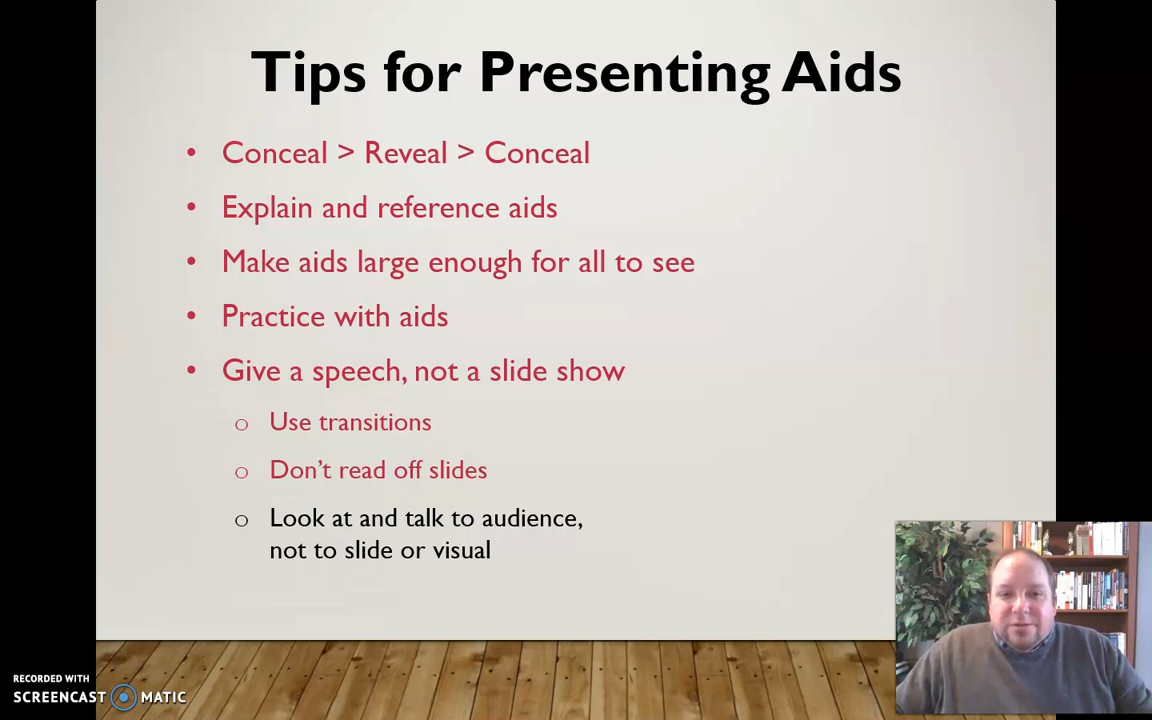 Tips for Presenting Aids
• Conceal > Reveal > Conceal
• Explain and reference aids
• Make aids large enough for all to see
• Practice with aids
• Give a speech, not a slide show
o Use transitions
o Don't read off slides
o Look at and talk to audience,
not to slide or visual
RECORDED WITH
SCREENCAST MATIC